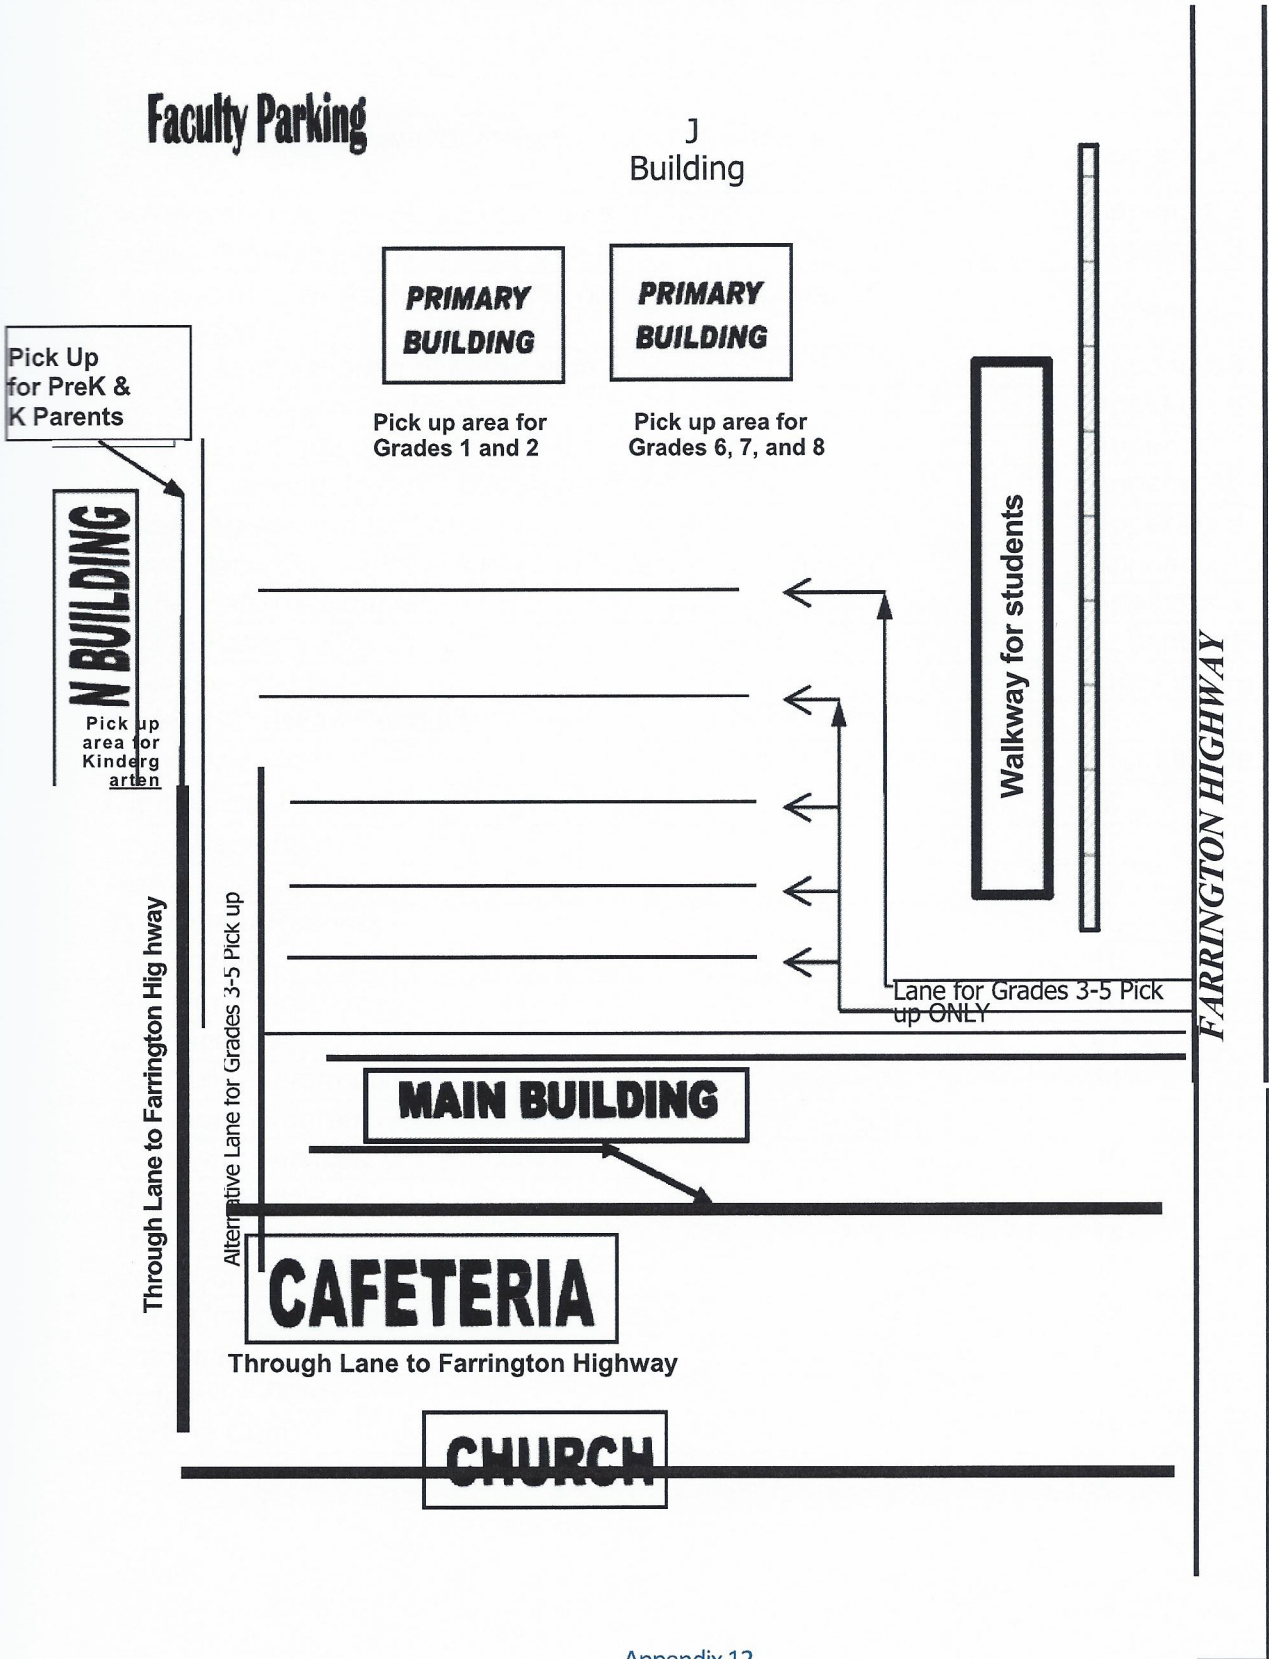 Faculty Parking
J
Building
PRIMARY
BUILDING
PRIMARY
BUILDING
Pick Up
for PreK &
K Parents
Pick up area for
Grades 1 and 2
Pick up area for
Grades 6, 7, and 8
N BUILDING
Pick up
area for
Kinderg
arten
Walkway for students
FARRINGTON HIGHWAY
Through Lane to Farrington Hig hway
Alternative Lane for Grades 3-5 Pick up
Lane for Grades 3-5 Pick
up ONLY
MAIN BUILDING
CAFETERIA
Through Lane to Farrington Highway
CHURCH
Appendix 12